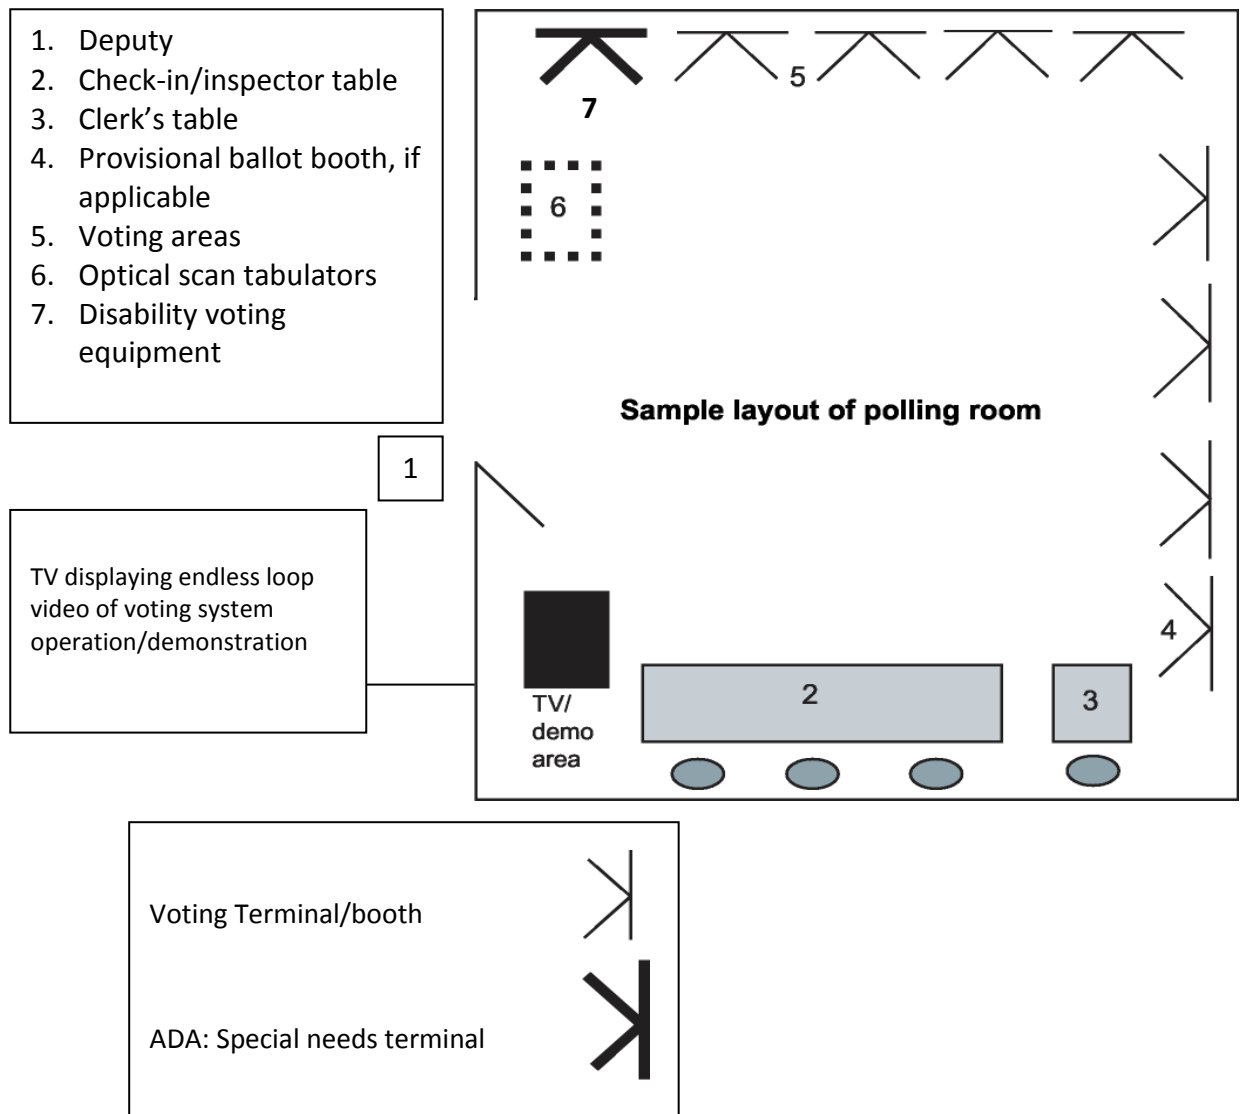 1. Deputy
2. Check-in/inspector table
3. Clerk’s table
4. Provisional ballot booth, if
applicable
5. Voting areas
6. Optical scan tabulators
7. Disability voting
equipment
5
7
6
Sample layout of polling room
1
TV displaying endless loop
video of voting system
operation/demonstration
4
2
3
TV/
demo
area
Voting Terminal/booth
ADA: Special needs terminal